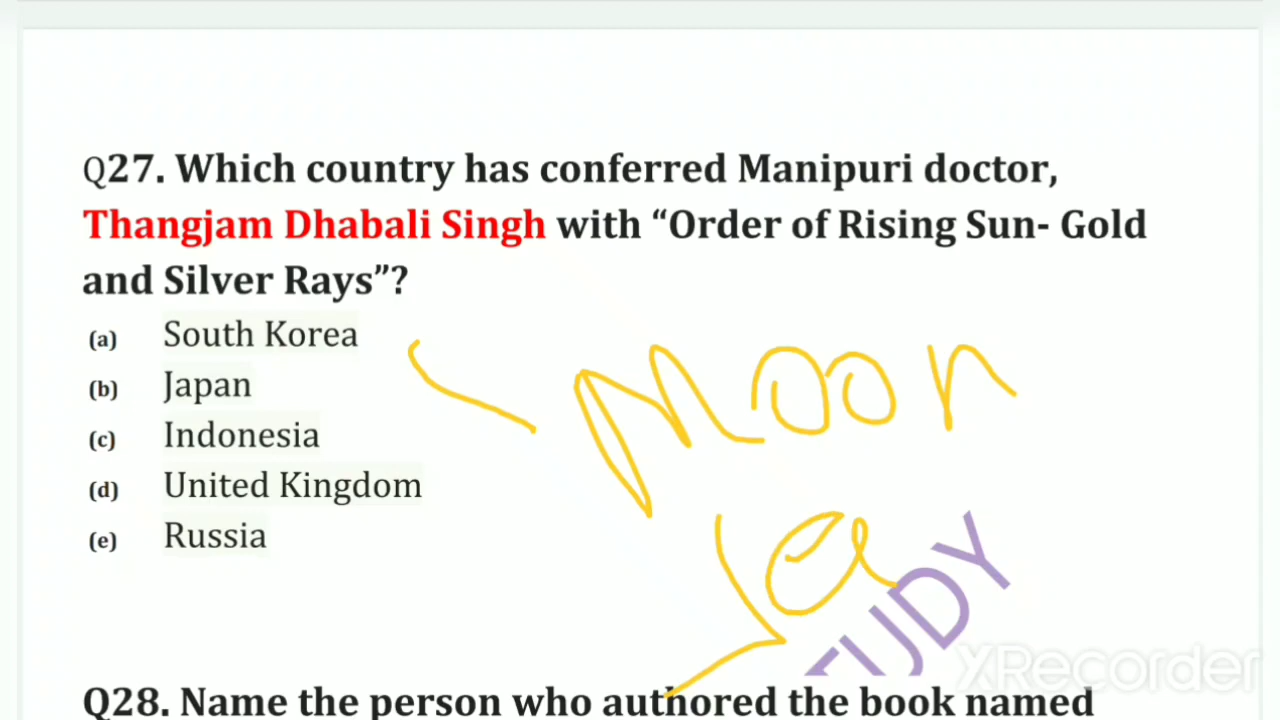 Q27. Which country has conferred Manipuri doctor,
Thangjam Dhabali Singh with “Order of Rising Sun- Gold
and Silver Rays”?
(a) South Korea
(b) Japan
(c) Indonesia
(d) United Kingdom
(e) Russia
Moon
TUDY
XRecorder
Q28. Name the person who authored the book named